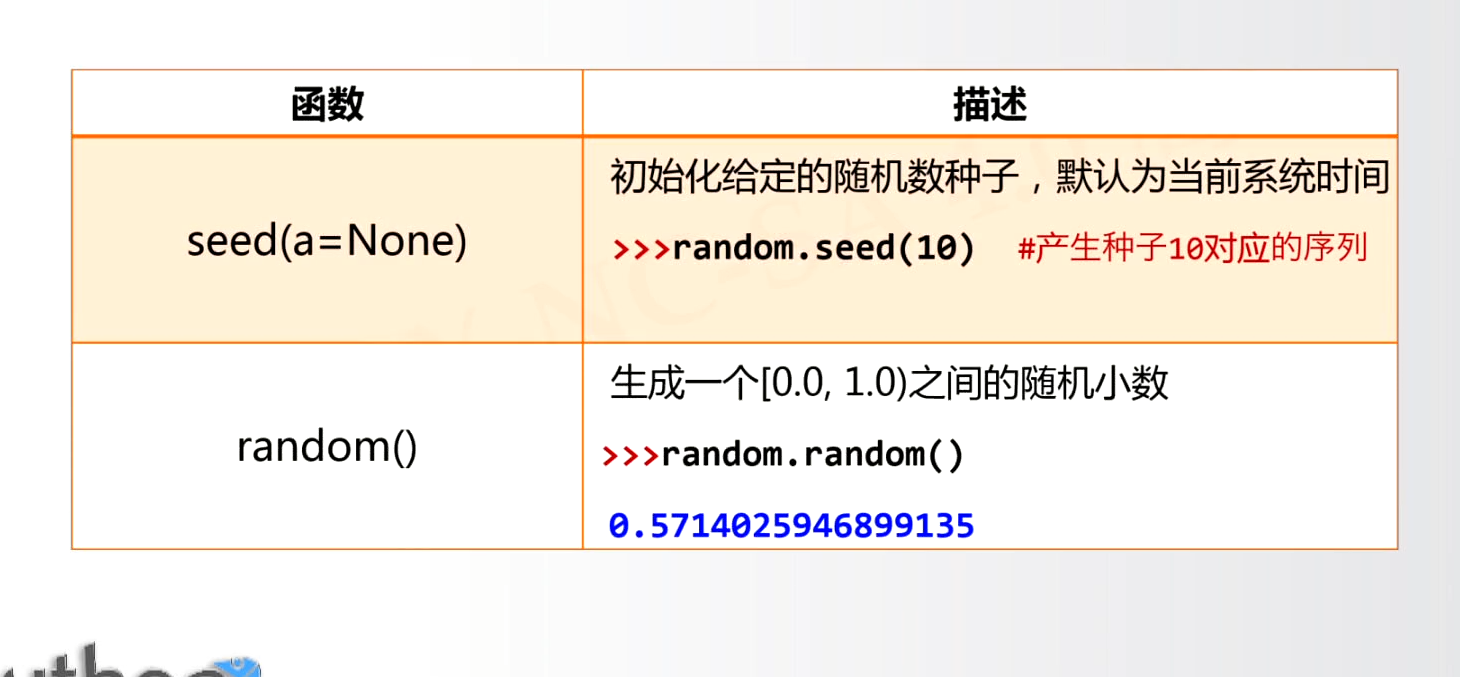 函数 描述
初始化给定的随机数种子，默认为当前系统时间
seed(a=None)
>>>random.seed(10) #产生种子10对应的序列
生成一个[0.0, 1.0)之间的随机小数
random()
>>>random.random()
0.5714025946899135